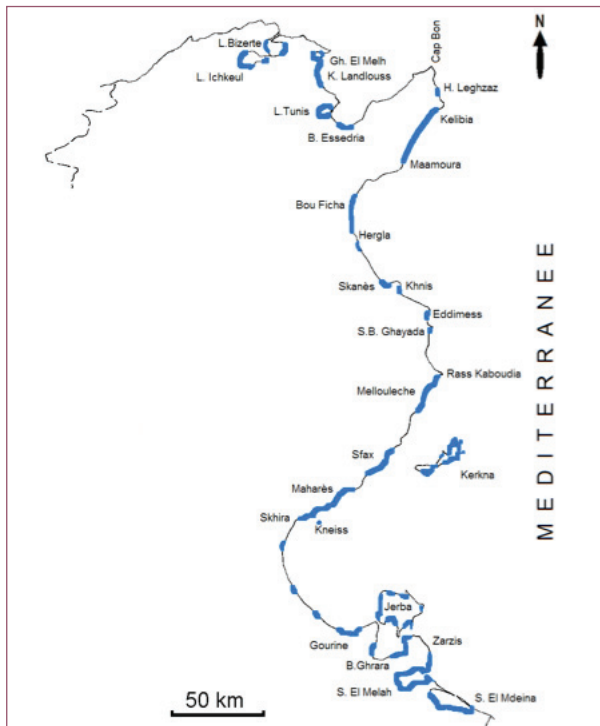 N
Cap Bon
L.Bizerte
Gh. El Melh
L. Ichkeul
K. Landlouss
H. Leghzaz
L.Tunis
Kelibia
B. Essedria
Maamoura
Bou Ficha
Hergla
Skanès
Khnis
Eddimess
S.B. Ghayada
Rass Kaboudia
Mellouleche
Sfax
Kerkna
Maharès
Skhira
Kneiss
MEDITERRANEE
Jerba
Gourine
Zarzis
B.Ghrara
S. El Melah
S. El Mdeina
50 km